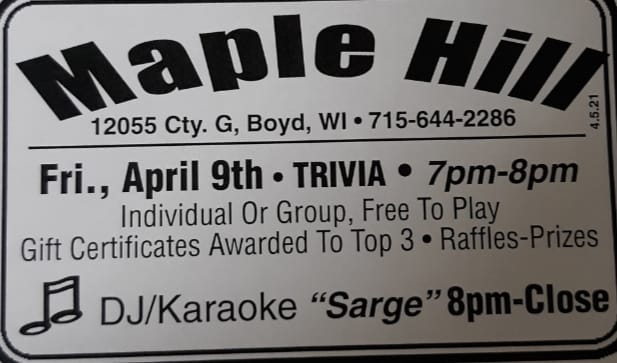 Maple Hill
12055 Cty. G, Boyd, WI • 715-644-2286
4.5.21
Fri., April 9th • TRIVIA • 7pm-8pm
Individual Or Group, Free To Play
Gift Certificates Awarded To Top 3 • Raffles-Prizes
DJ/Karaoke “Sarge” 8pm-Close